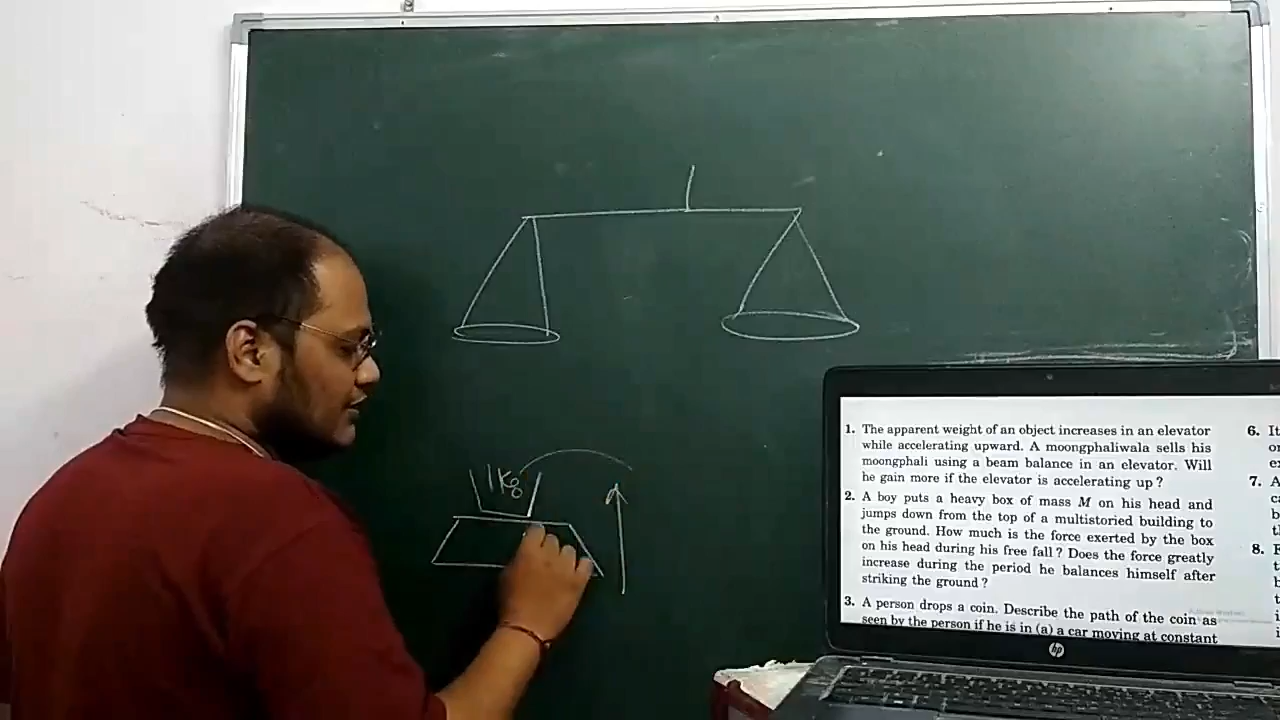 1 Kg
1. The apparent weight of an object increases in an elevator
while accelerating upward. A moongphaliwala sells his
moongphali using a beam balance in an elevator. Will
he gain more if the elevator is accelerating up ?
2. A boy puts a heavy box of mass M on his head and
jumps down from the top of a multistoried building to
the ground. How much is the force exerted by the box
on his head during his free fall ? Does the force greatly
increase during the period he balances himself after
striking the ground ?
3. A person drops a coin. Describe the path of the coin as
seen by the person if he is in (a) a car moving at constant
6. It
7.
8.
hp